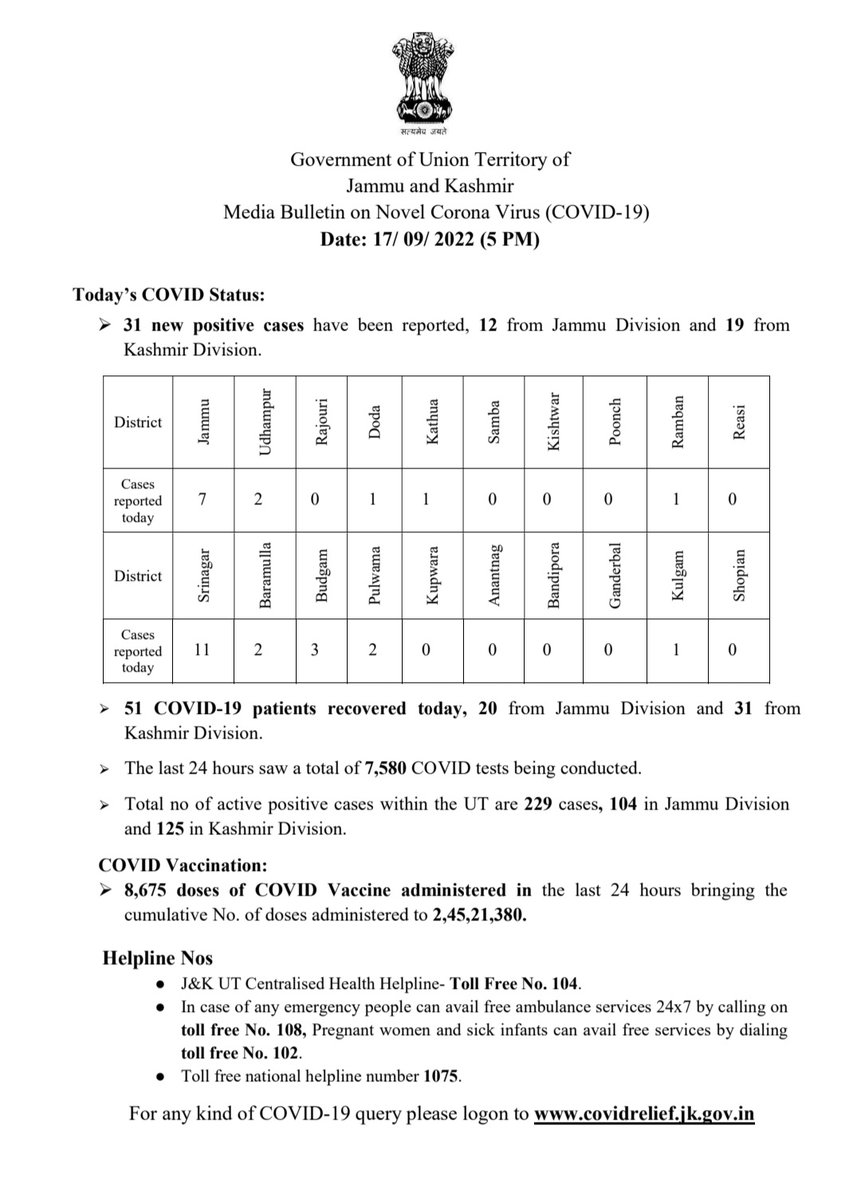 सत्यमेव जयते
Government of Union Territory of
Jammu and Kashmir
Media Bulletin on Novel Corona Virus (COVID-19)
Date: 17/ 09/ 2022 (5 PM)
Today’s COVID Status:
➢ 31 new positive cases have been reported, 12 from Jammu Division and 19 from
Kashmir Division.
District Jammu Udhampur Rajouri Doda Kathua Samba Kishtwar Poonch Ramban Reasi
Cases
reported
today 7 2 0 1 1 0 0 0 1 0
District Srinagar Baramulla Budgam Pulwama Kupwara Anantnag Bandipora Ganderbal Kulgam Shopian
Cases
reported
today 11 2 3 2 0 0 0 0 1 0
➢ 51 COVID-19 patients recovered today, 20 from Jammu Division and 31 from
Kashmir Division.
➢ The last 24 hours saw a total of 7,580 COVID tests being conducted.
➢ Total no of active positive cases within the UT are 229 cases, 104 in Jammu Division
and 125 in Kashmir Division.
COVID Vaccination:
➢ 8,675 doses of COVID Vaccine administered in the last 24 hours bringing the
cumulative No. of doses administered to 2,45,21,380.
Helpline Nos
● J&K UT Centralised Health Helpline- Toll Free No. 104.
● In case of any emergency people can avail free ambulance services 24x7 by calling on
toll free No. 108, Pregnant women and sick infants can avail free services by dialing
toll free No. 102.
● Toll free national helpline number 1075.
For any kind of COVID-19 query please logon to www.covidrelief.jk.gov.in